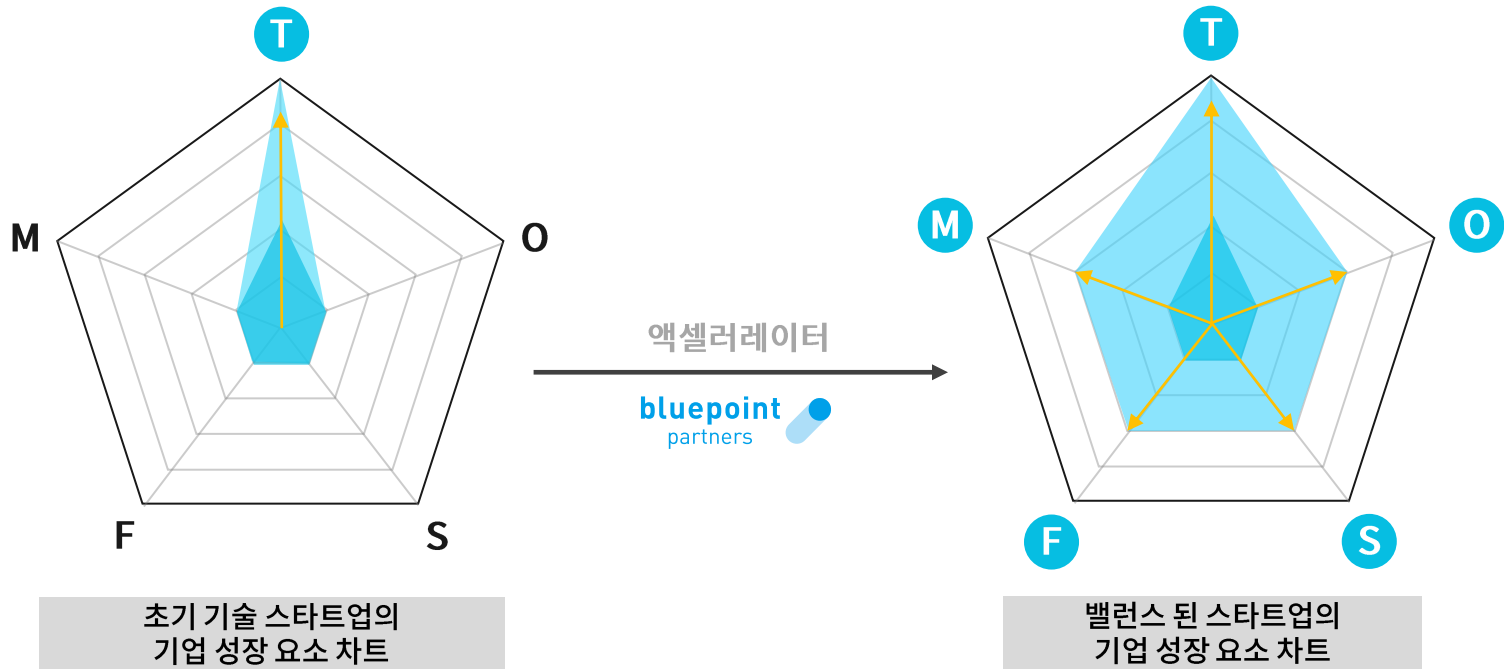 T
M
O
F
S
초기 기술 스타트업의
기업 성장 요소 차트
액셀러레이터
bluepoint
partners
T
M
O
F
S
밸런스 된 스타트업의
기업 성장 요소 차트